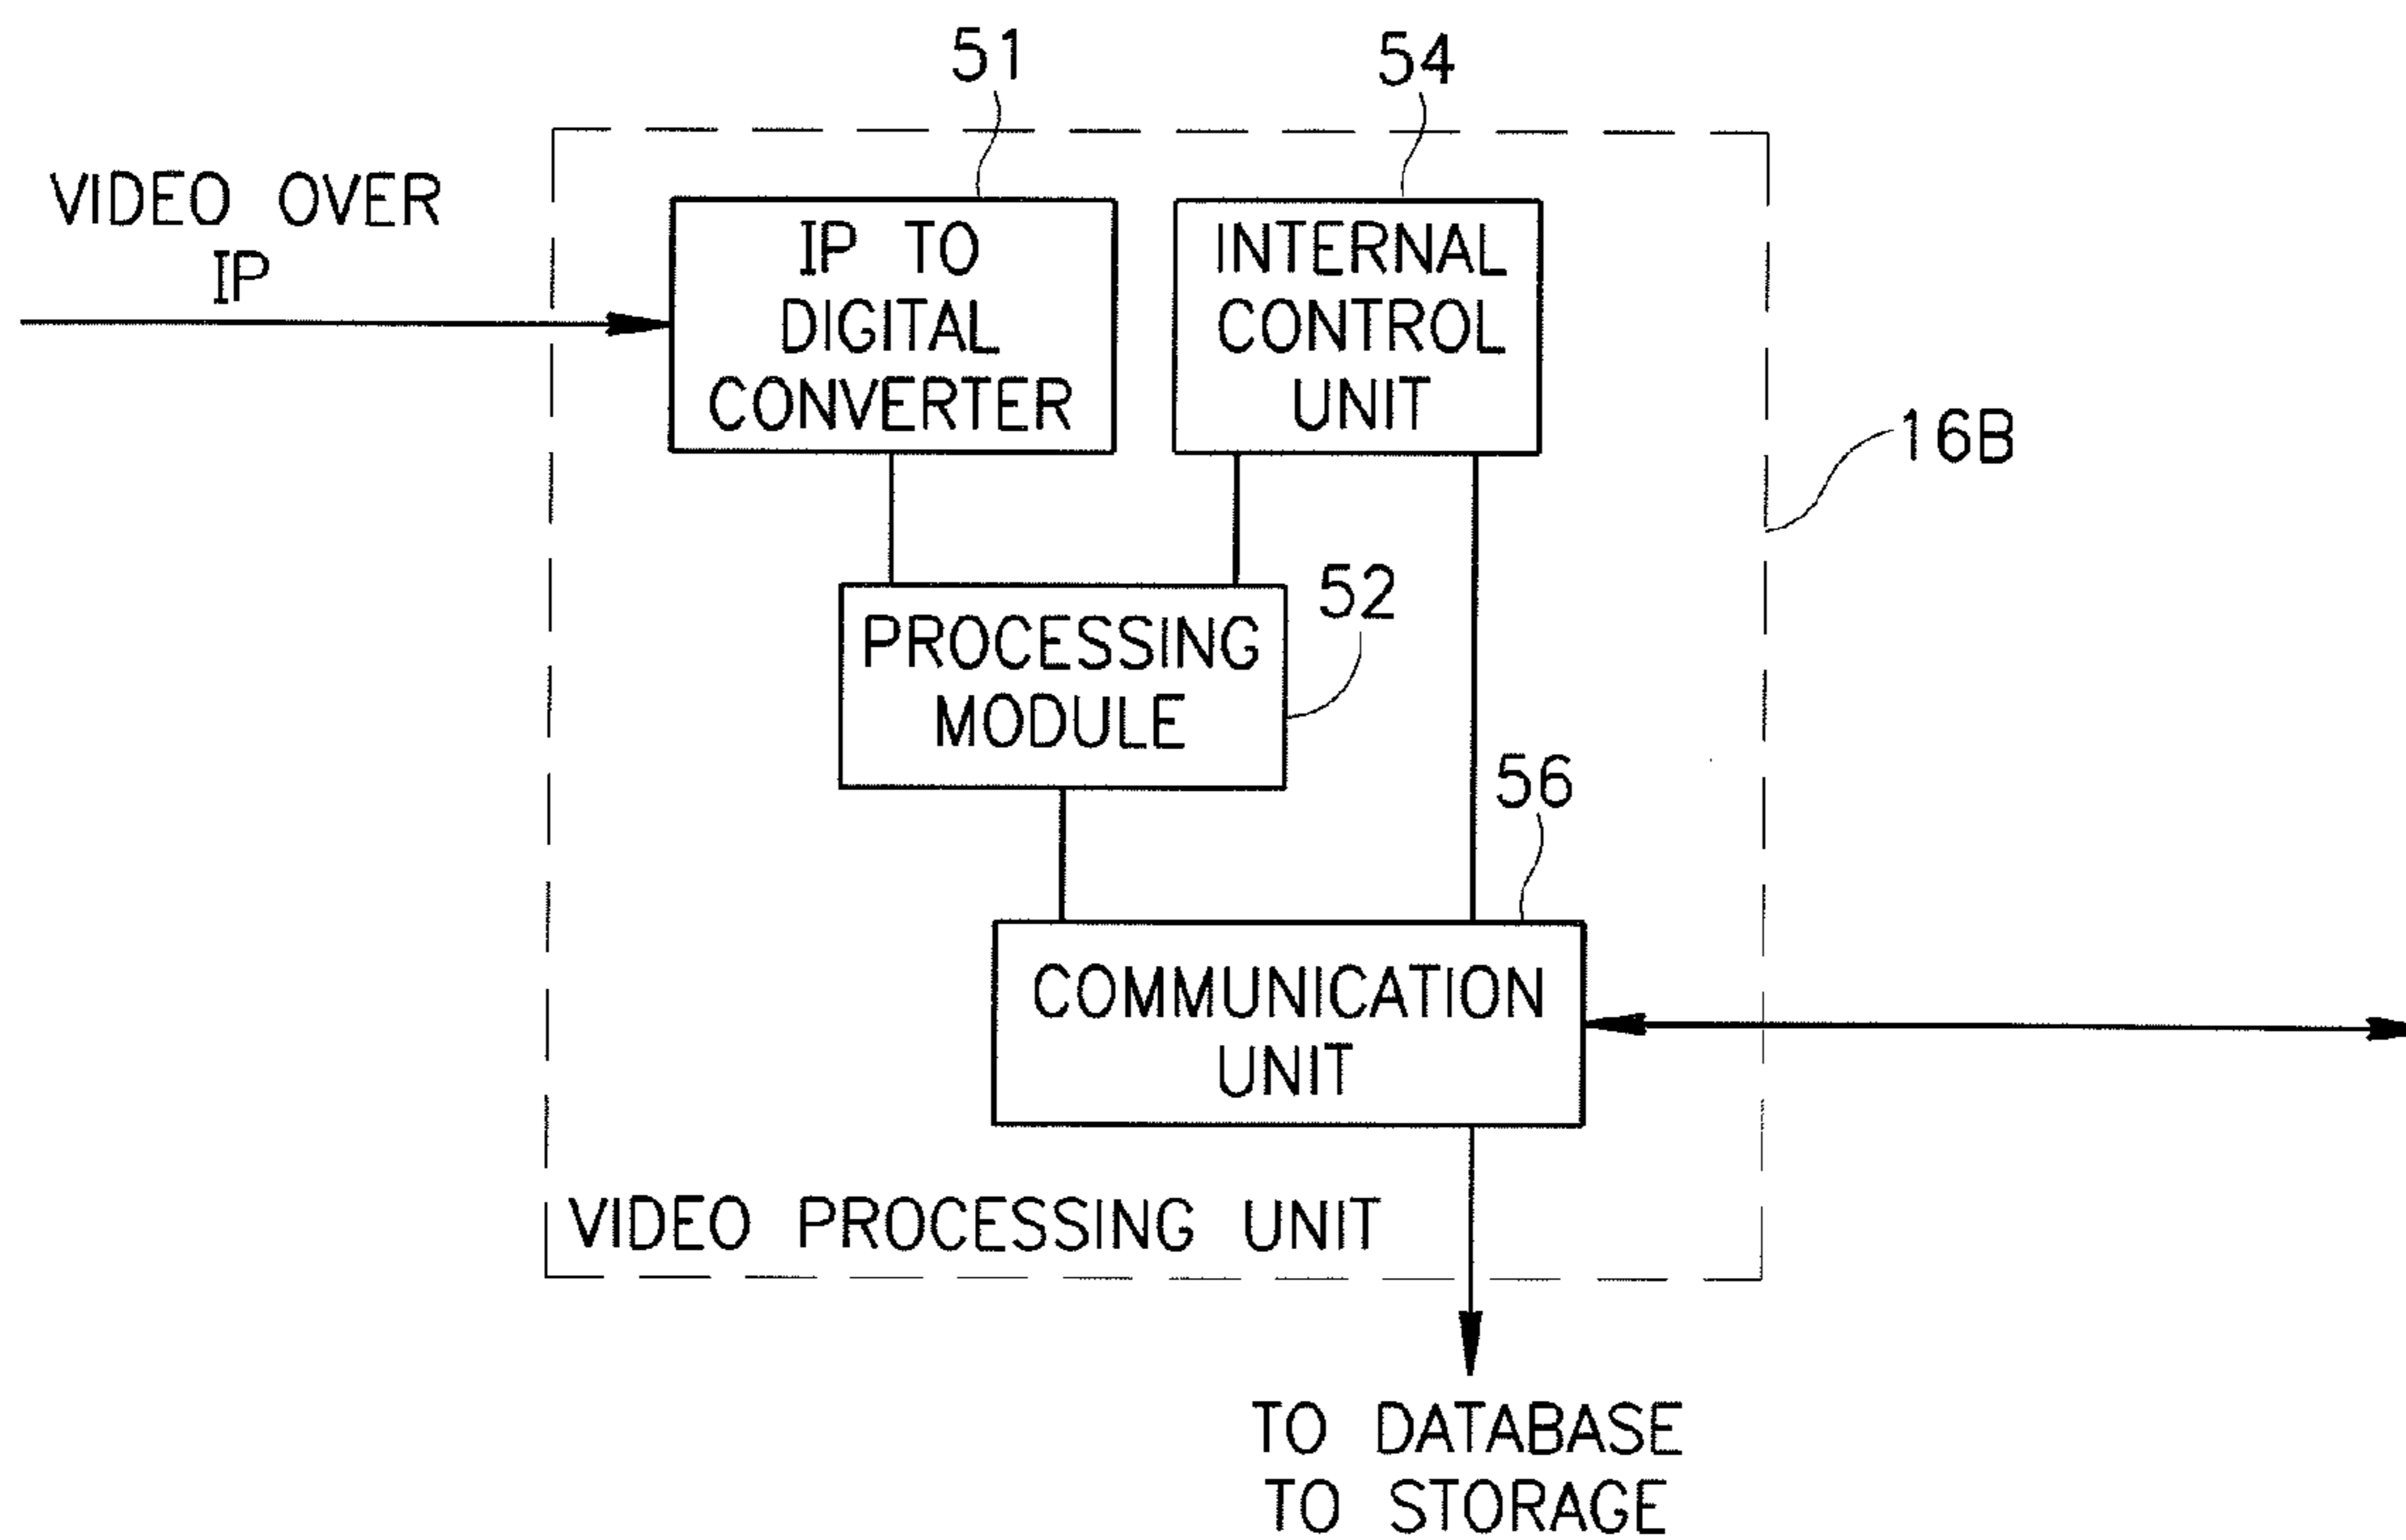 51
54
VIDEO OVER
IP
IP TO
DIGITAL
CONVERTER
INTERNAL
CONTROL
UNIT
16B
52
PROCESSING
MODULE
56
COMMUNICATION
UNIT
VIDEO PROCESSING UNIT
TO DATABASE
TO STORAGE